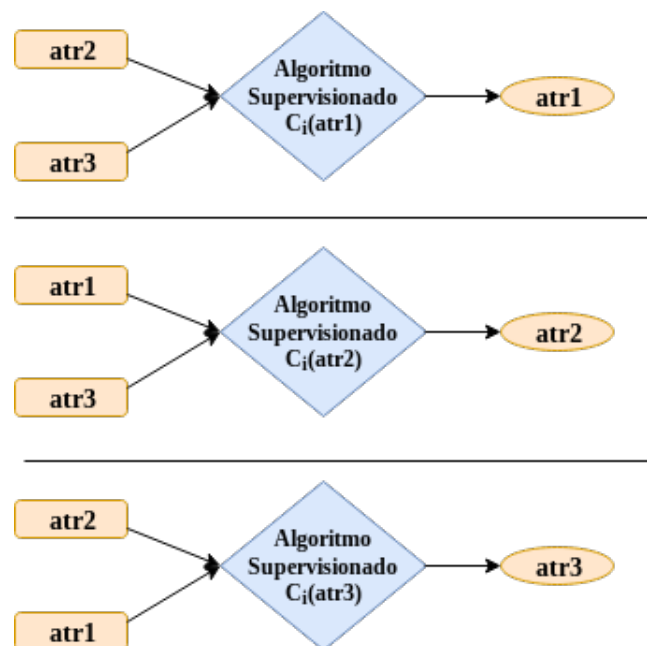 atr2
Algoritmo
Supervisionado
Ci(atr1)
atr1
atr3
atr1
Algoritmo
Supervisionado
Ci(atr2)
atr2
atr3
atr2
Algoritmo
Supervisionado
Ci(atr3)
atr3
atr1